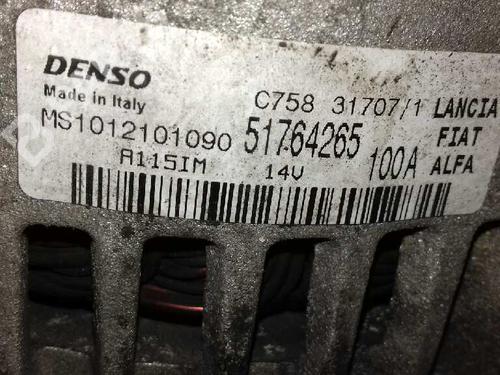 DENSO
Made in Italy
C758 31707/1 LANCIA
MS1012101090 51764265 FIAT
A115IM 14V 100A ALFA